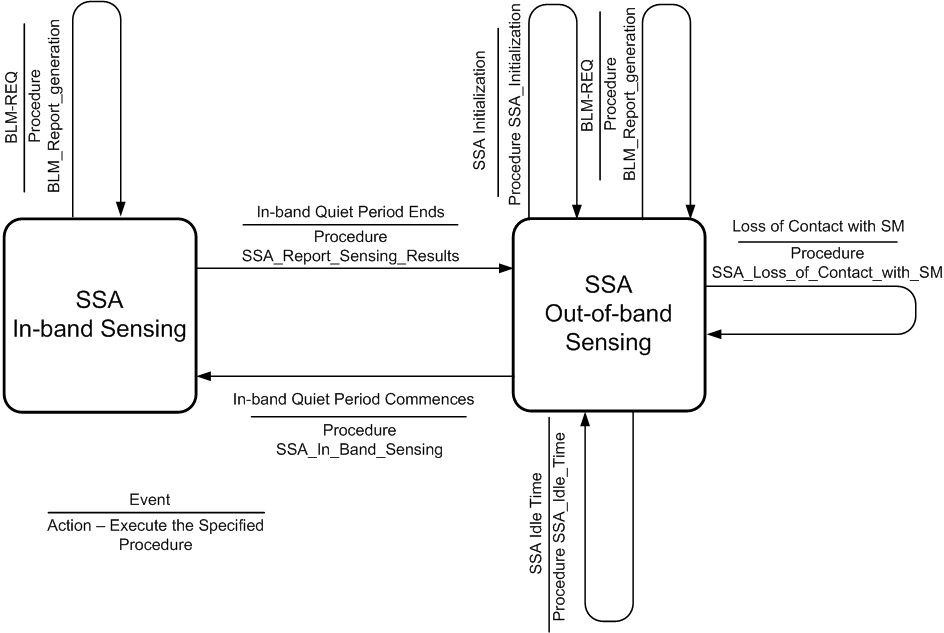 BLM-REQ
Procedure
BLM_Report_generation
SSA Initialization
Procedure SSA_Initialization
BLM-REQ
Procedure
BLM_Report_generation
In-band Quiet Period Ends
Procedure
SSA_Report_Sensing_Results
Loss of Contact with SM
Procedure
SSA_Loss_of_Contact_with_SM
SSA
In-band Sensing
SSA
Out-of-band
Sensing
In-band Quiet Period Commences
Procedure
SSA_In_Band_Sensing
SSA Idle Time
Procedure SSA_Idle_Time
Event
Action – Execute the Specified
Procedure